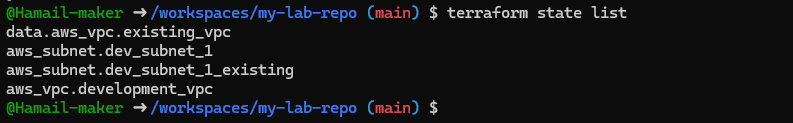 @Hamail-maker ➜ /workspaces/my-lab-repo (main) $ terraform state list
data.aws_vpc.existing_vpc
aws_subnet.dev_subnet_1
aws_subnet.dev_subnet_1_existing
aws_vpc.development_vpc
@Hamail-maker ➜ /workspaces/my-lab-repo (main) $